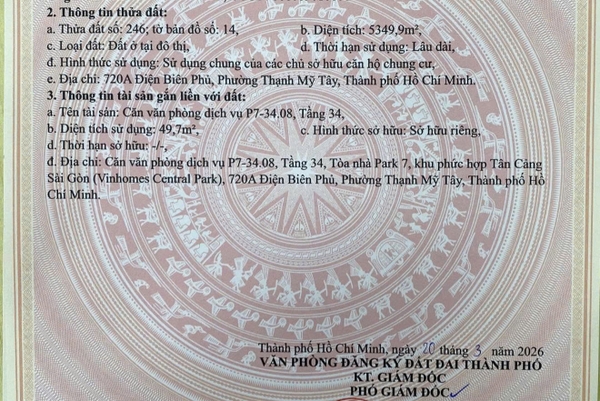 2. Thông tin thửa đất:
a. Thửa đất số: 246; tờ bản đồ số: 14, b. Diện tích: 5349,9m²,
c. Loại đất: Đất ở tại đô thị, d. Thời hạn sử dụng: Lâu dài,
đ. Hình thức sử dụng: Sử dụng chung của các chủ sở hữu căn hộ chung cư,
e. Địa chỉ: 720A Điện Biên Phủ, Phường Thạnh Mỹ Tây, Thành phố Hồ Chí Minh.
3. Thông tin tài sản gắn liền với đất:
a. Tên tài sản: Căn văn phòng dịch vụ P7-34.08, Tầng 34,
b. Diện tích sử dụng: 49,7m², c. Hình thức sở hữu: Sở hữu riêng,
d. Thời hạn sở hữu: -/-,
đ. Địa chỉ: Căn văn phòng dịch vụ P7-34.08, Tầng 34, Tòa nhà Park 7, khu phức hợp Tân Cảng
Sài Gòn (Vinhomes Central Park), 720A Điện Biên Phủ, Phường Thạnh Mỹ Tây, Thành phố Hồ
Chí Minh.
Thành phố Hồ Chí Minh, ngày 20 tháng 3 năm 2026
VĂN PHÒNG ĐĂNG KÝ ĐẤT ĐAI THÀNH PHỐ
KT. GIÁM ĐỐC
PHÓ GIÁM ĐỐC